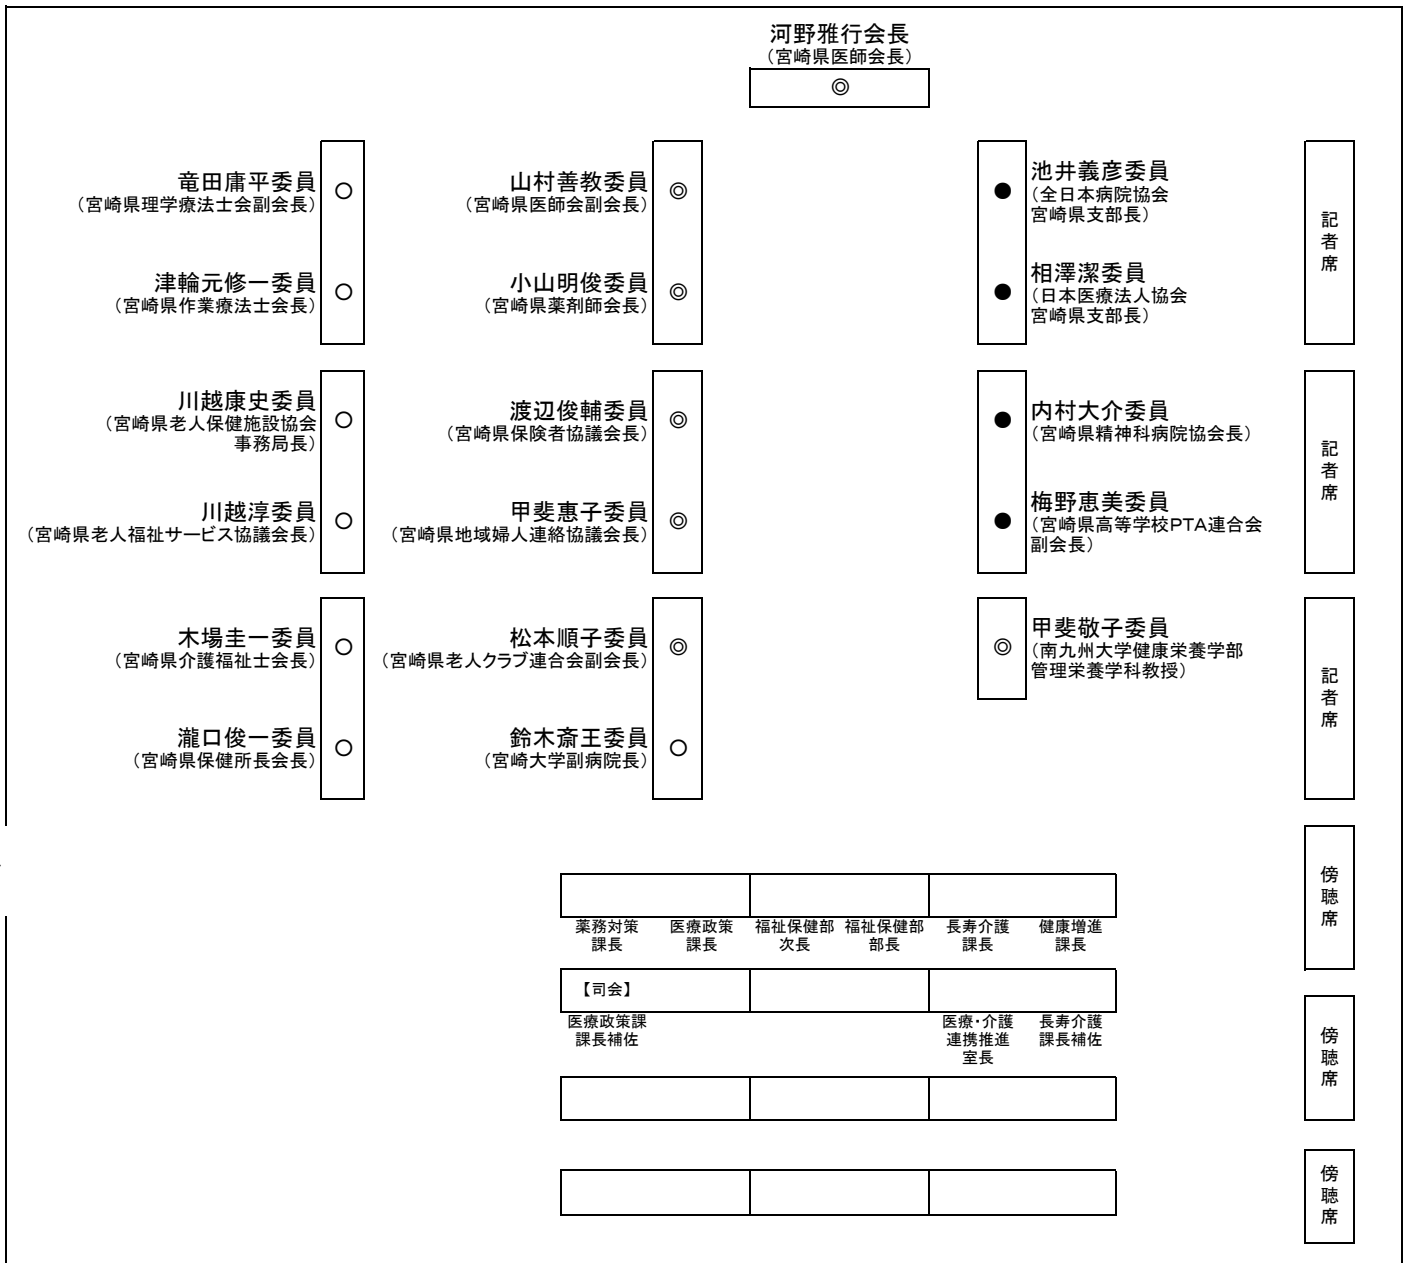 河野雅行会長
（宮崎県医師会長）
◎
竜田庸平委員
（宮崎県理学療法士会副会長）
○
津輪元修一委員
（宮崎県作業療法士会長）
○
川越康史委員
（宮崎県老人保健施設協会
事務局長）
○
川越淳委員
（宮崎県老人福祉サービス協議会長）
○
木場圭一委員
（宮崎県介護福祉士会長）
○
瀧口俊一委員
（宮崎県保健所長会長）
○
山村善教委員
（宮崎県医師会副会長）
◎
小山明俊委員
（宮崎県薬剤師会長）
◎
渡辺俊輔委員
（宮崎県保険者協議会長）
◎
甲斐惠子委員
（宮崎県地域婦人連絡協議会長）
◎
松本順子委員
（宮崎県老人クラブ連合会副会長）
◎
鈴木斎王委員
（宮崎大学副病院長）
○
●
池井義彦委員
（全日本病院協会
宮崎県支部長）
●
相澤潔委員
（日本医療法人協会
宮崎県支部長）
●
内村大介委員
（宮崎県精神科病院協会長）
●
梅野恵美委員
（宮崎県高等学校PTA連合会
副会長）
◎
甲斐敬子委員
（南九州大学健康栄養学部
管理栄養学科教授）
記者席
記者席
記者席
傍聴席
傍聴席
傍聴席
薬務対策
課長
医療政策
課長
福祉保健部
次長
福祉保健部
部長
長寿介護
課長
健康増進
課長
【司会】
医療政策課
課長補佐
医療・介護
連携推進
室長
長寿介護
課長補佐